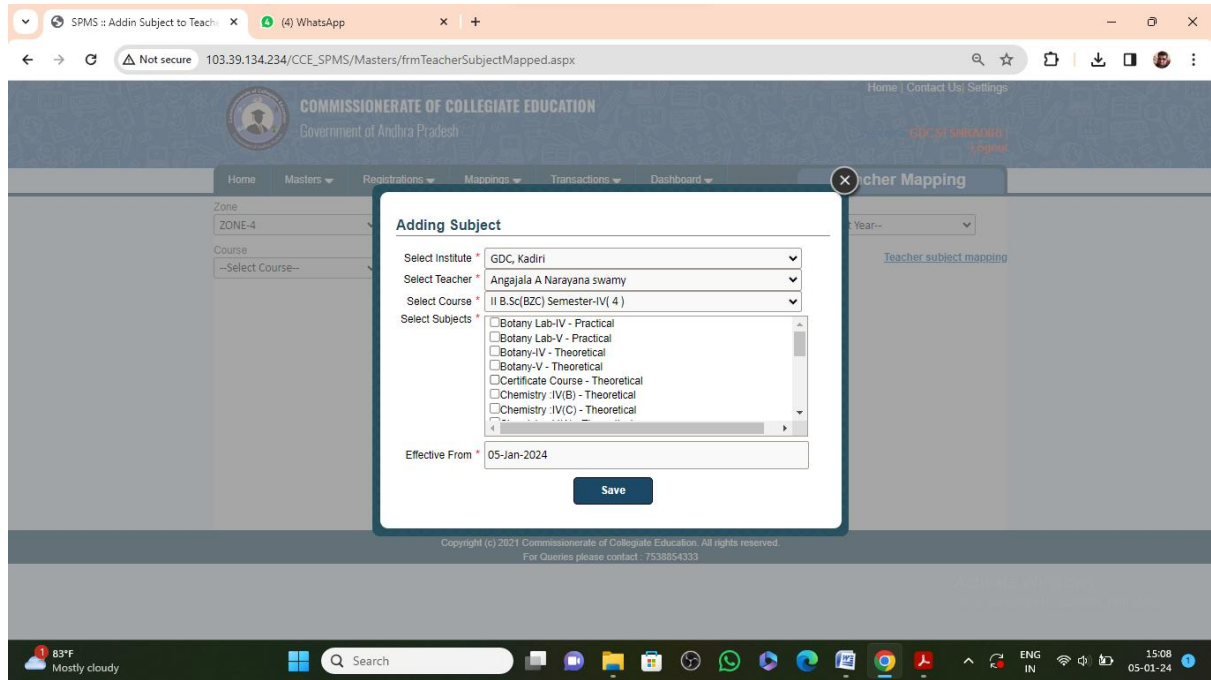 SPMS :: Addin Subject to Teach
(4) WhatsApp
Not secure 103.39.134.234/CCE_SPMS/Masters/frmTeacherSubjectMapped.aspx
Home | Contact Us| Settings
COMMISSIONERATE OF COLLEGIATE EDUCATION
Government of Andhra Pradesh
Logout
Home Masters Registrations Mappings Transactions Dashboard cher Mapping
Zone
ZONE-4 t Year--
Course
--Select Course-- Teacher subject mapping
Adding Subject
Select Institute * GDC, Kadiri
Select Teacher * Angajala A Narayana swamy
Select Course * II B.Sc(BZC) Semester-IV( 4 )
Select Subjects * Botany Lab-IV - Practical
Botany Lab-V - Practical
Botany-IV - Theoretical
Botany-V - Theoretical
Certificate Course - Theoretical
Chemistry :IV(B) - Theoretical
Chemistry :IV(C) - Theoretical
Effective From * 05-Jan-2024
Save
Copyright (c) 2021 Commissionerate of Collegiate Education. All rights reserved.
For Queries please contact : 7538854333
1 83°F
Mostly cloudy
Search
ENG
IN
15:08
05-01-24
1